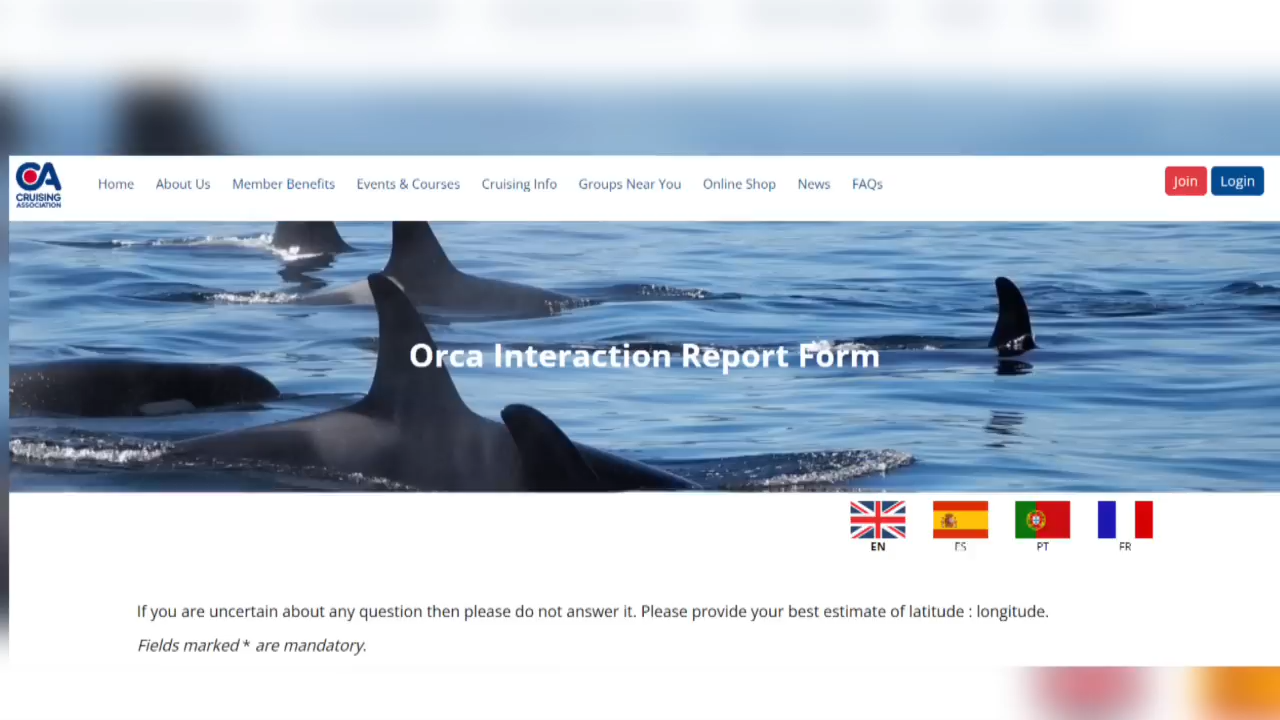 CA
CRUISING
ASSOCIATION
Home About Us Member Benefits Events & Courses Cruising Info Groups Near You Online Shop News FAQs Join Login
Orca Interaction Report Form
EN ES PT FR
If you are uncertain about any question then please do not answer it. Please provide your best estimate of latitude : longitude.
Fields marked * are mandatory.